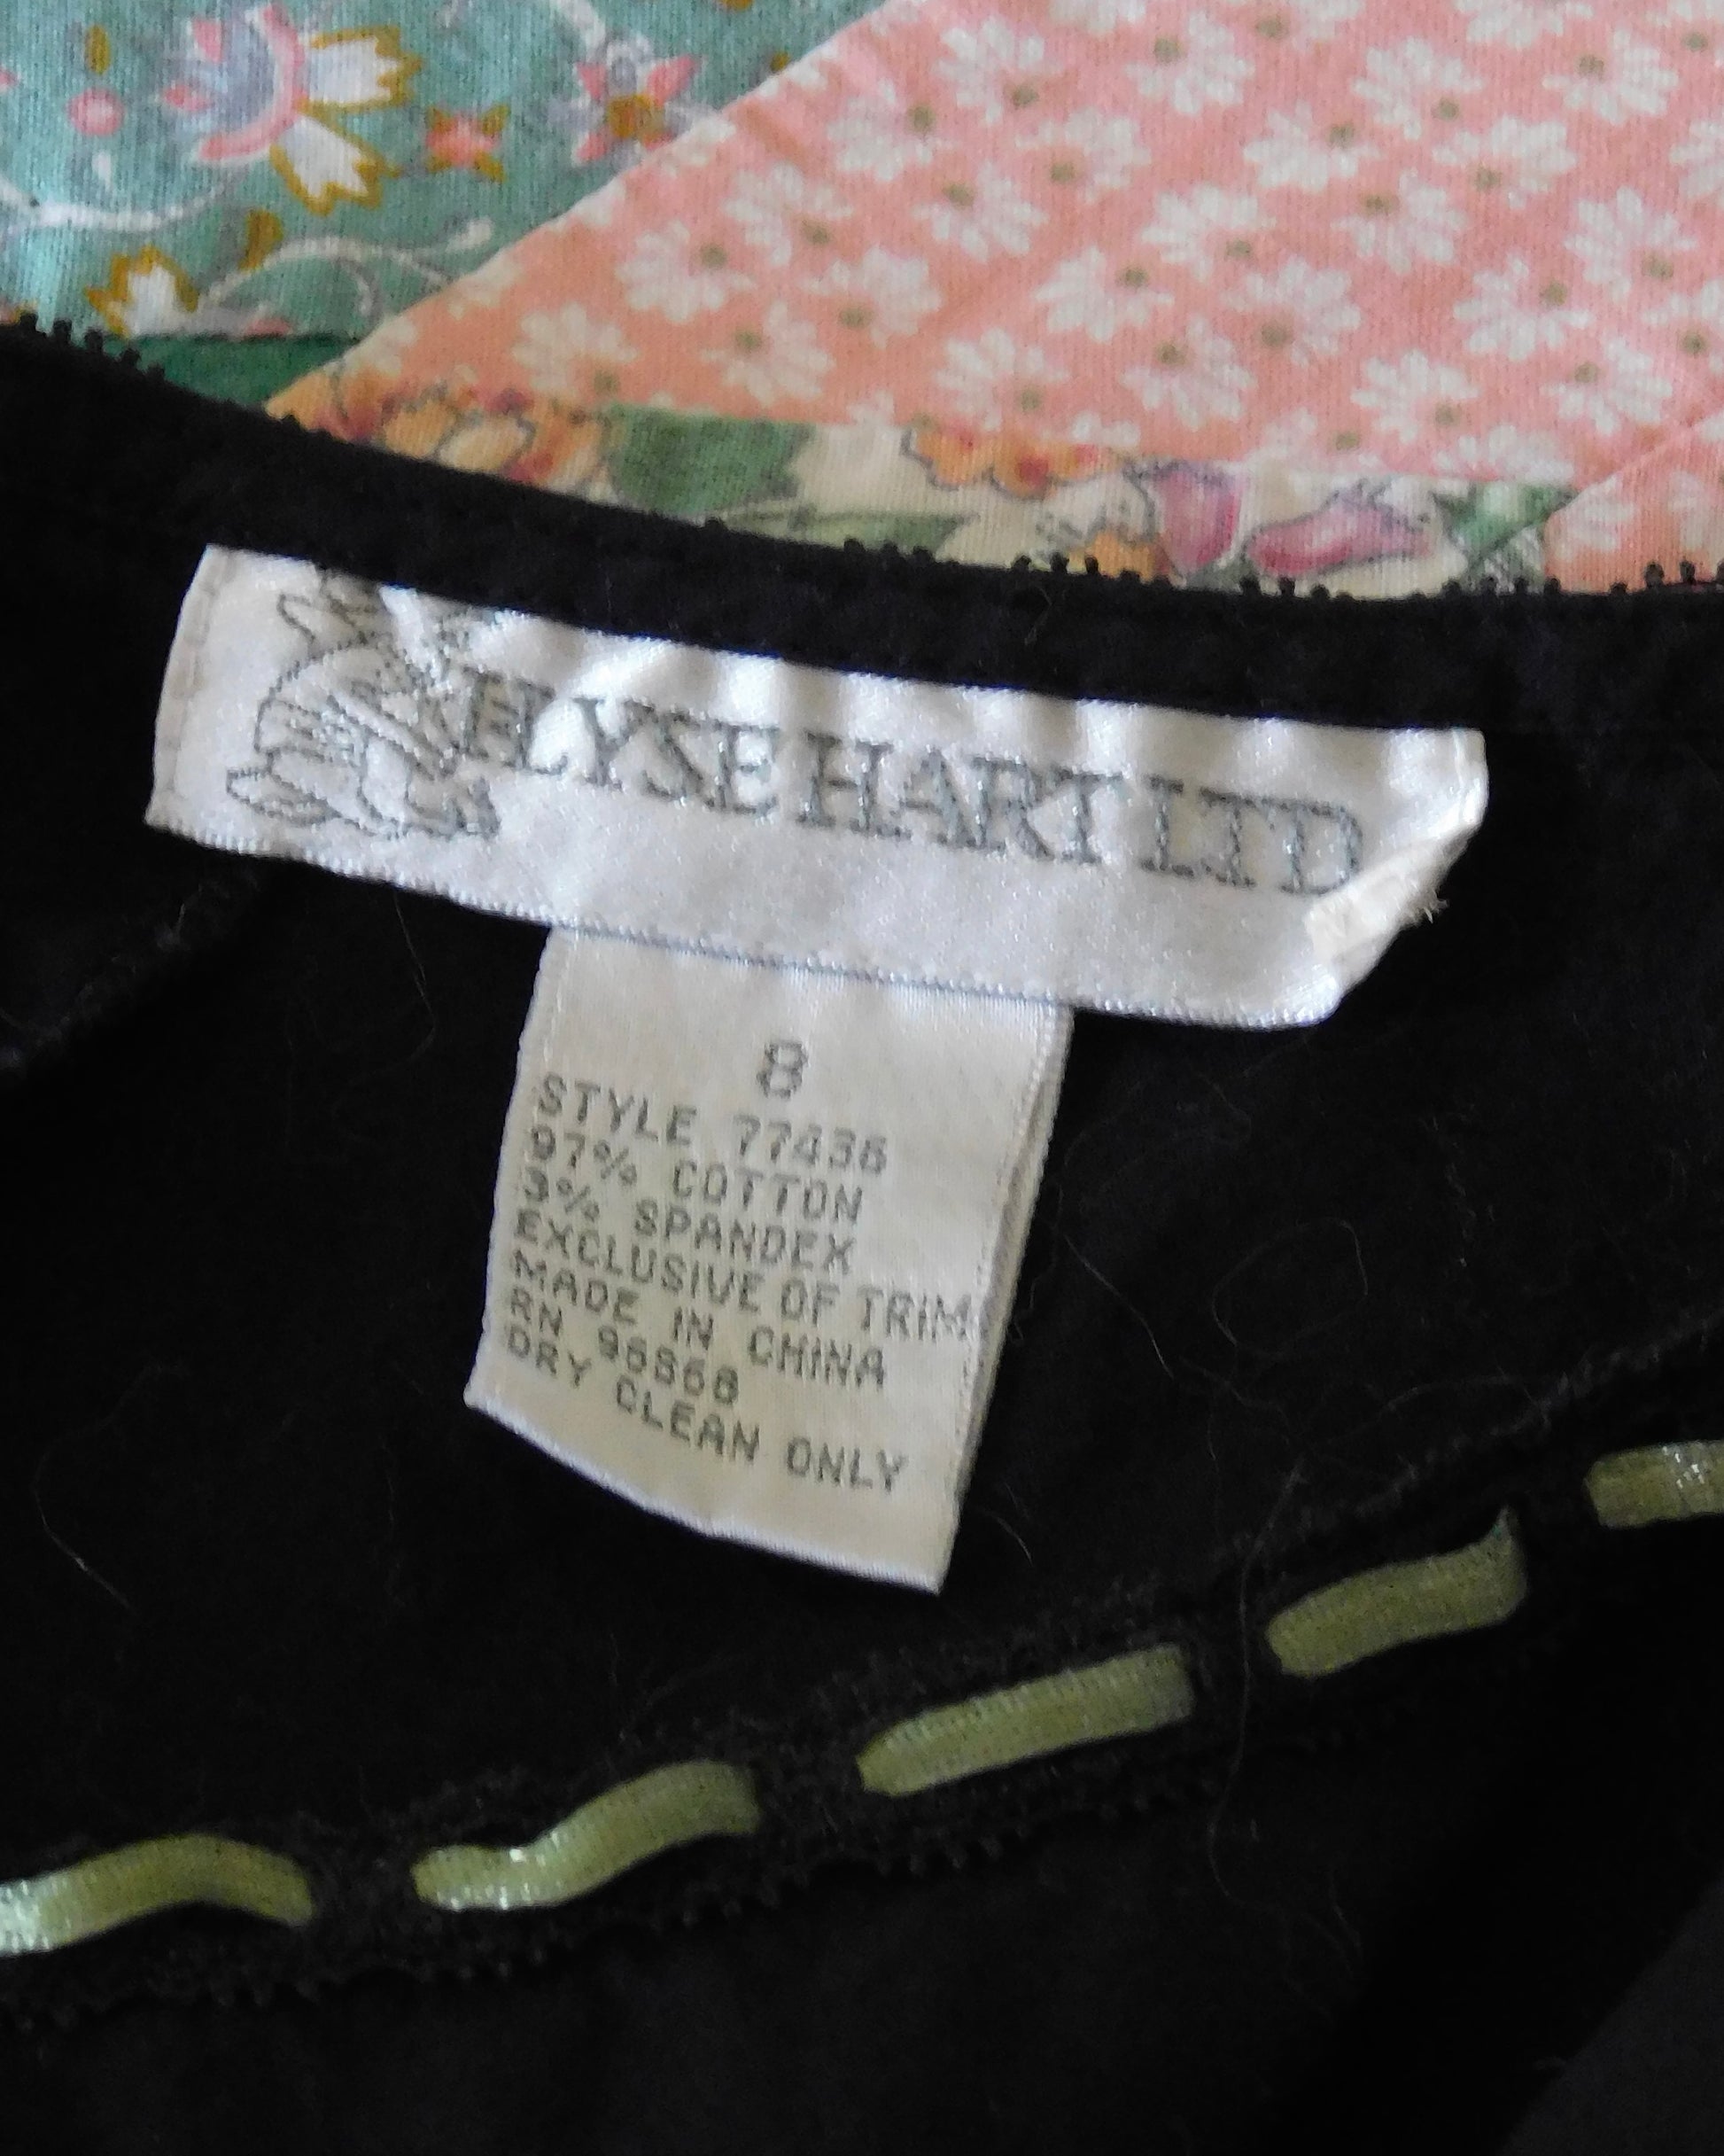 ELYSE HART LTD
8
STYLE 77436
97% COTTON
3% SPANDEX
EXCLUSIVE OF TRIM
MADE IN CHINA
RN 96868
DRY CLEAN ONLY